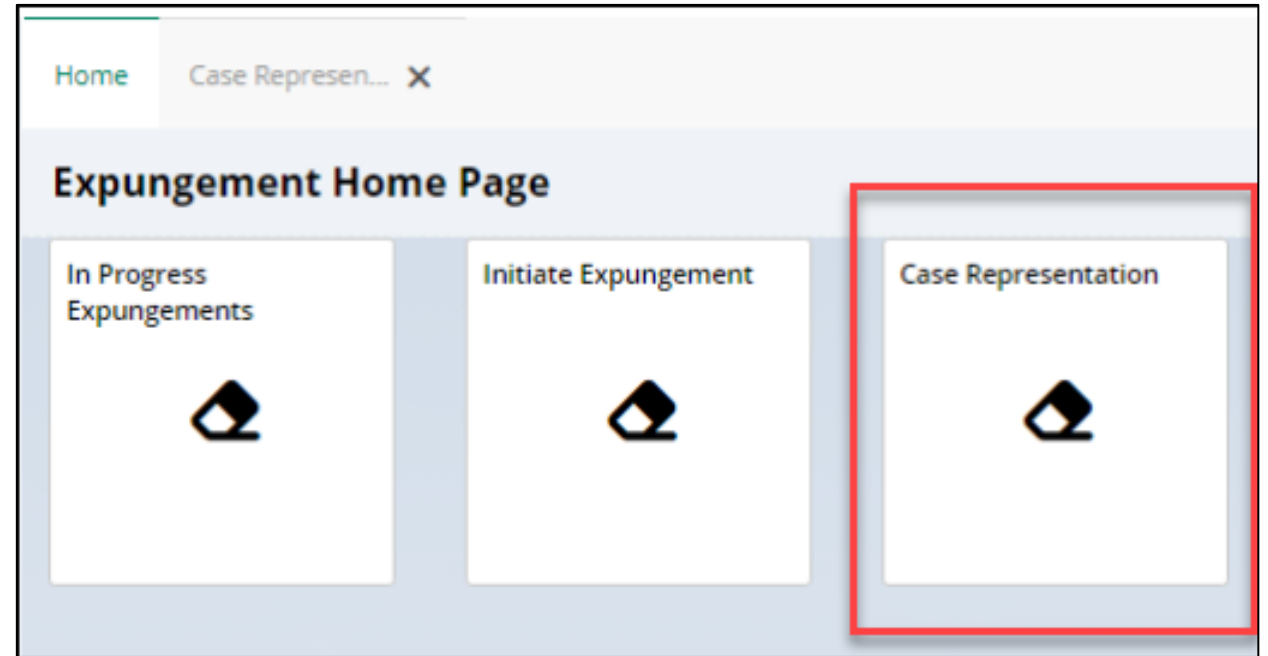 Home Case Represen...
Expungement Home Page
In Progress
Expungements
Initiate Expungement
Case Representation